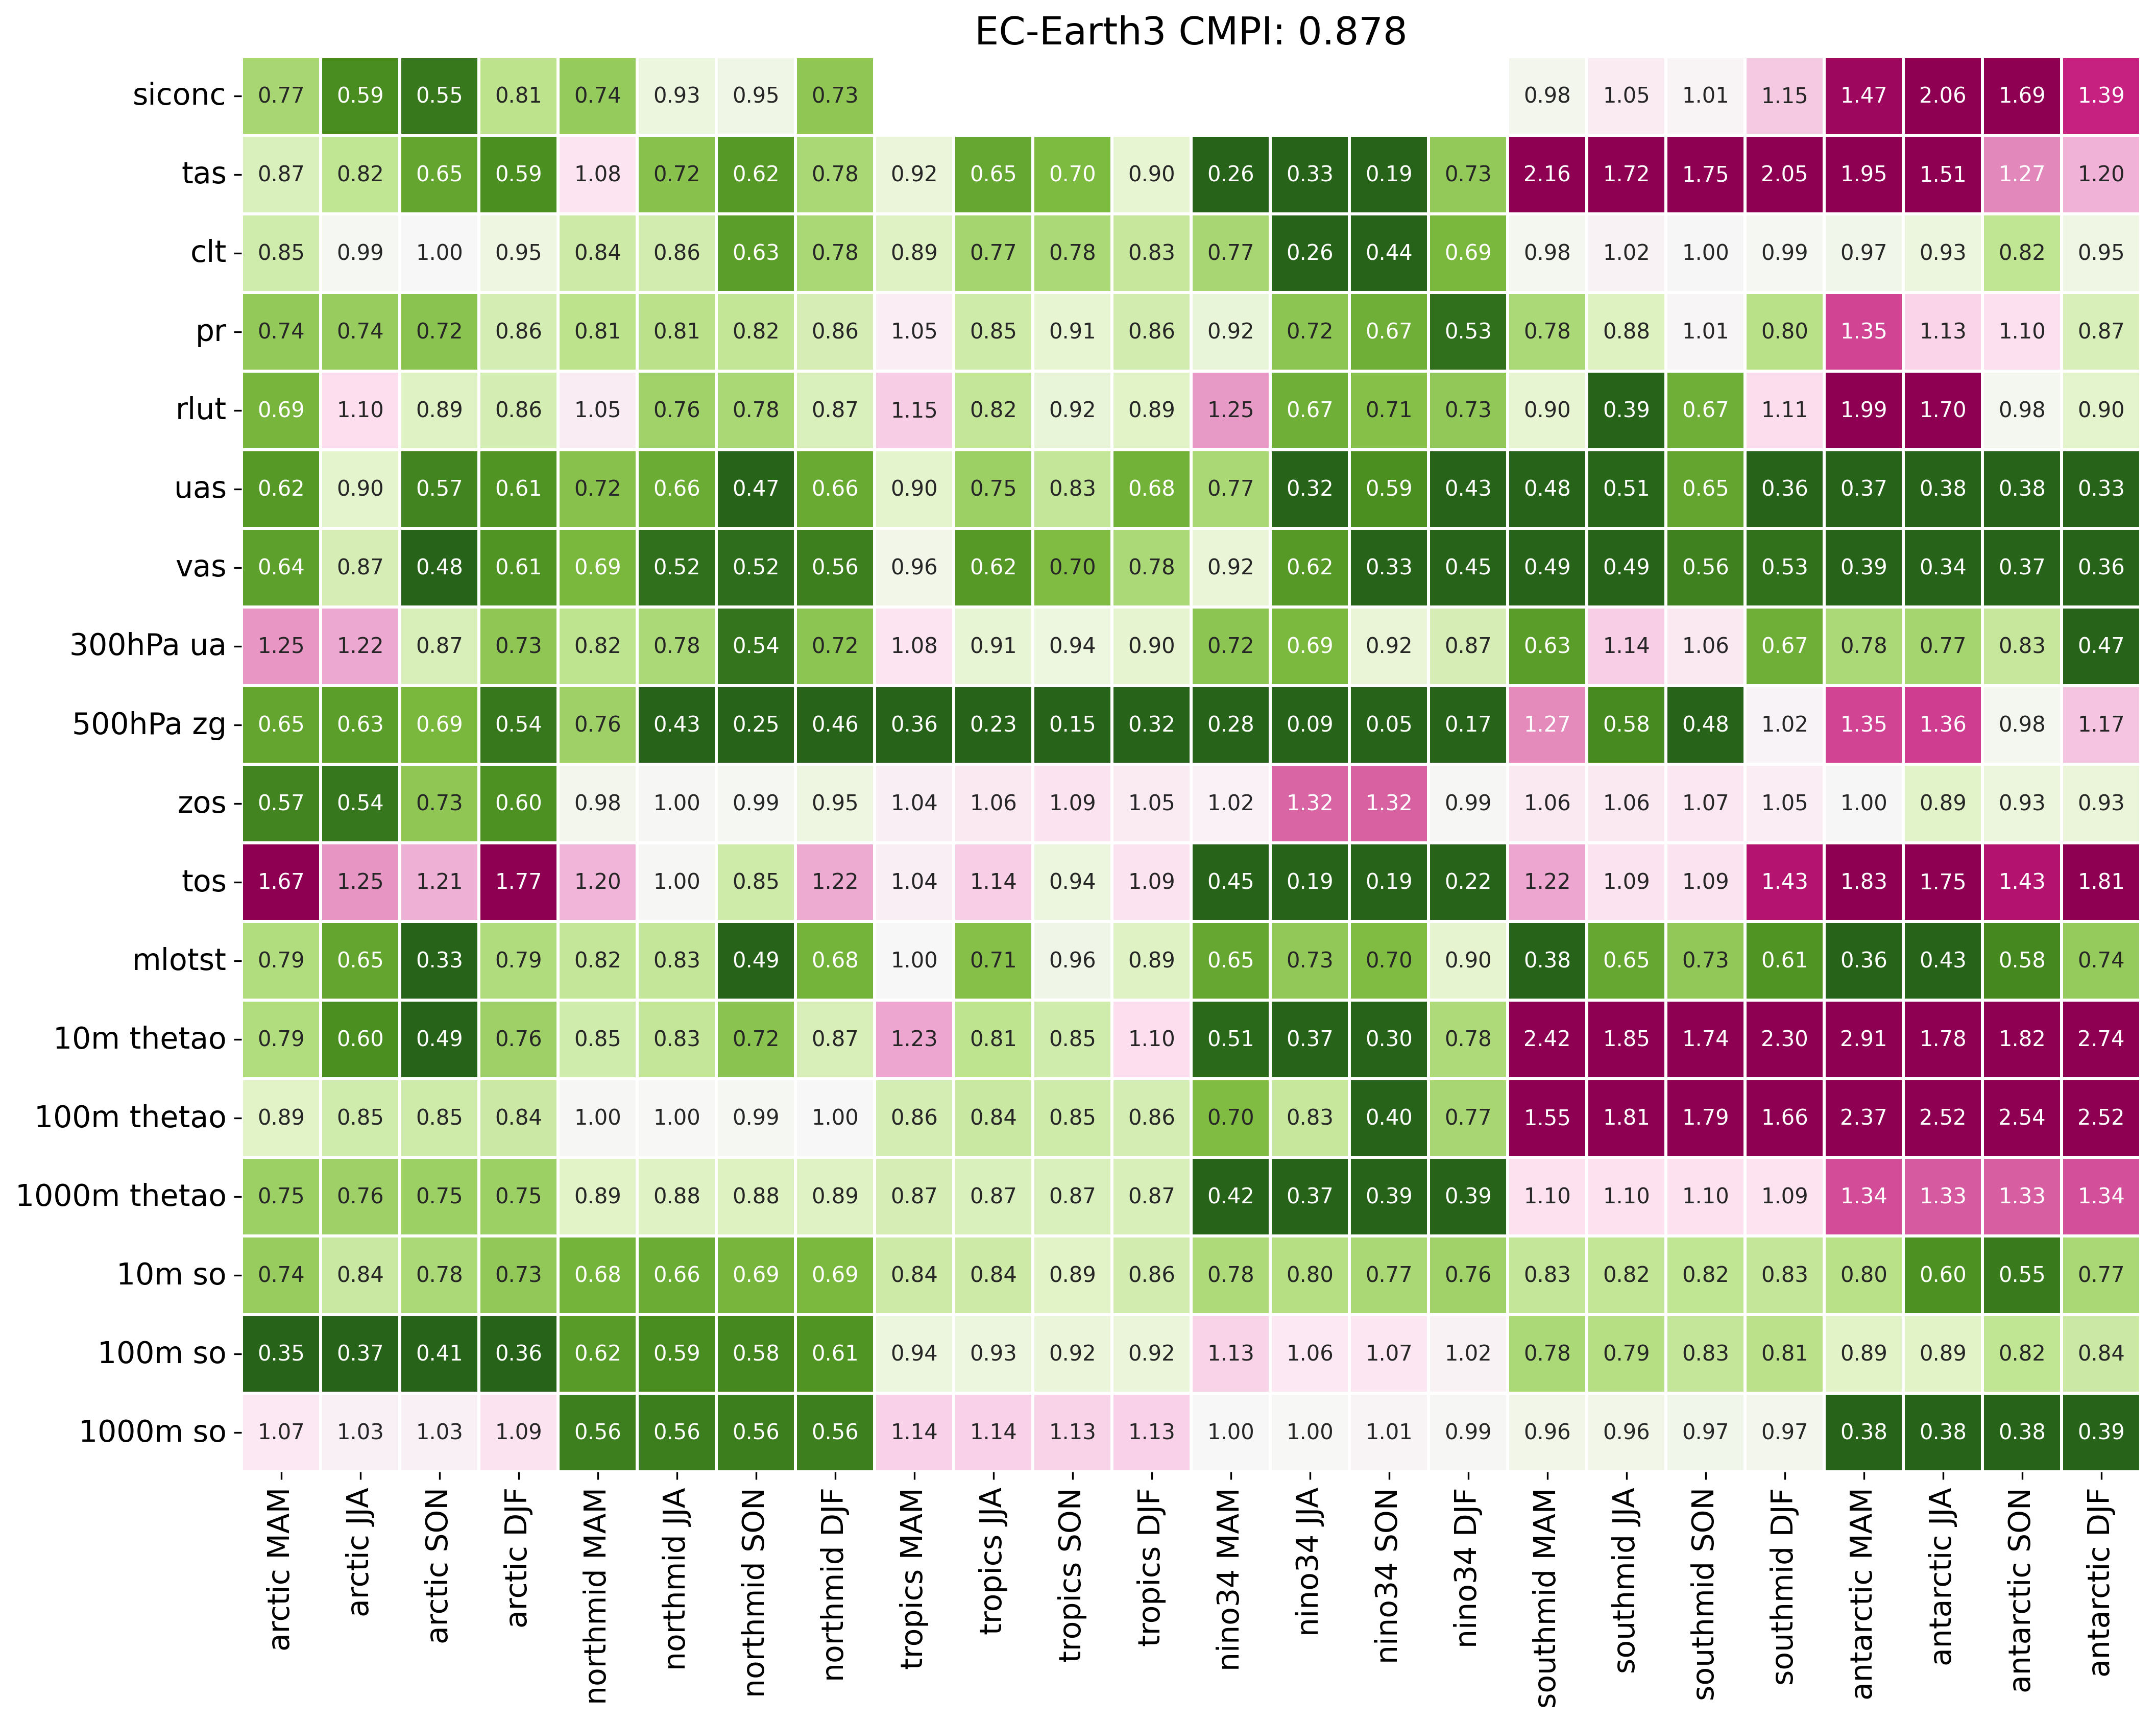 EC-Earth3 CMPI: 0.878
siconc 0.77 0.59 0.55 0.81 0.74 0.93 0.95 0.73 0.98 1.05 1.01 1.15 1.47 2.06 1.69 1.39
tas 0.87 0.82 0.65 0.59 1.08 0.72 0.62 0.78 0.92 0.65 0.70 0.90 0.26 0.33 0.19 0.73 2.16 1.72 1.75 2.05 1.95 1.51 1.27 1.20
clt 0.85 0.99 1.00 0.95 0.84 0.86 0.63 0.78 0.89 0.77 0.78 0.83 0.77 0.26 0.44 0.69 0.98 1.02 1.00 0.99 0.97 0.93 0.82 0.95
pr 0.74 0.74 0.72 0.86 0.81 0.81 0.82 0.86 1.05 0.85 0.91 0.86 0.92 0.72 0.67 0.53 0.78 0.88 1.01 0.80 1.35 1.13 1.10 0.87
rlut 0.69 1.10 0.89 0.86 1.05 0.76 0.78 0.87 1.15 0.82 0.92 0.89 1.25 0.67 0.71 0.73 0.90 0.39 0.67 1.11 1.99 1.70 0.98 0.90
uas 0.62 0.90 0.57 0.61 0.72 0.66 0.47 0.66 0.90 0.75 0.83 0.68 0.77 0.32 0.59 0.43 0.48 0.51 0.65 0.36 0.37 0.38 0.38 0.33
vas 0.64 0.87 0.48 0.61 0.69 0.52 0.52 0.56 0.96 0.62 0.70 0.78 0.92 0.62 0.33 0.45 0.49 0.49 0.56 0.53 0.39 0.34 0.37 0.36
300hPa ua 1.25 1.22 0.87 0.73 0.82 0.78 0.54 0.72 1.08 0.91 0.94 0.90 0.72 0.69 0.92 0.87 0.63 1.14 1.06 0.67 0.78 0.77 0.83 0.47
500hPa zg 0.65 0.63 0.69 0.54 0.76 0.43 0.25 0.46 0.36 0.23 0.15 0.32 0.28 0.09 0.05 0.17 1.27 0.58 0.48 1.02 1.35 1.36 0.98 1.17
zos 0.57 0.54 0.73 0.60 0.98 1.00 0.99 0.95 1.04 1.06 1.09 1.05 1.02 1.32 1.32 0.99 1.06 1.06 1.07 1.05 1.00 0.89 0.93 0.93
tos 1.67 1.25 1.21 1.77 1.20 1.00 0.85 1.22 1.04 1.14 0.94 1.09 0.45 0.19 0.19 0.22 1.22 1.09 1.09 1.43 1.83 1.75 1.43 1.81
mlotst 0.79 0.65 0.33 0.79 0.82 0.83 0.49 0.68 1.00 0.71 0.96 0.89 0.65 0.73 0.70 0.90 0.38 0.65 0.73 0.61 0.36 0.43 0.58 0.74
10m thetao 0.79 0.60 0.49 0.76 0.85 0.83 0.72 0.87 1.23 0.81 0.85 1.10 0.51 0.37 0.30 0.78 2.42 1.85 1.74 2.30 2.91 1.78 1.82 2.74
100m thetao 0.89 0.85 0.85 0.84 1.00 1.00 0.99 1.00 0.86 0.84 0.85 0.86 0.70 0.83 0.40 0.77 1.55 1.81 1.79 1.66 2.37 2.52 2.54 2.52
1000m thetao 0.75 0.76 0.75 0.75 0.89 0.88 0.88 0.89 0.87 0.87 0.87 0.87 0.42 0.37 0.39 0.39 1.10 1.10 1.10 1.09 1.34 1.33 1.33 1.34
10m so 0.74 0.84 0.78 0.73 0.68 0.66 0.69 0.69 0.84 0.84 0.89 0.86 0.78 0.80 0.77 0.76 0.83 0.82 0.82 0.83 0.80 0.60 0.55 0.77
100m so 0.35 0.37 0.41 0.36 0.62 0.59 0.58 0.61 0.94 0.93 0.92 0.92 1.13 1.06 1.07 1.02 0.78 0.79 0.83 0.81 0.89 0.89 0.82 0.84
1000m so 1.07 1.03 1.03 1.09 0.56 0.56 0.56 0.56 1.14 1.14 1.13 1.13 1.00 1.00 1.01 0.99 0.96 0.96 0.97 0.97 0.38 0.38 0.38 0.39
arctic MAM
arctic JJA
arctic SON
arctic DJF
northmid MAM
northmid JJA
northmid SON
northmid DJF
tropics MAM
tropics JJA
tropics SON
tropics DJF
nino34 MAM
nino34 JJA
nino34 SON
nino34 DJF
southmid MAM
southmid JJA
southmid SON
southmid DJF
antarctic MAM
antarctic JJA
antarctic SON
antarctic DJF